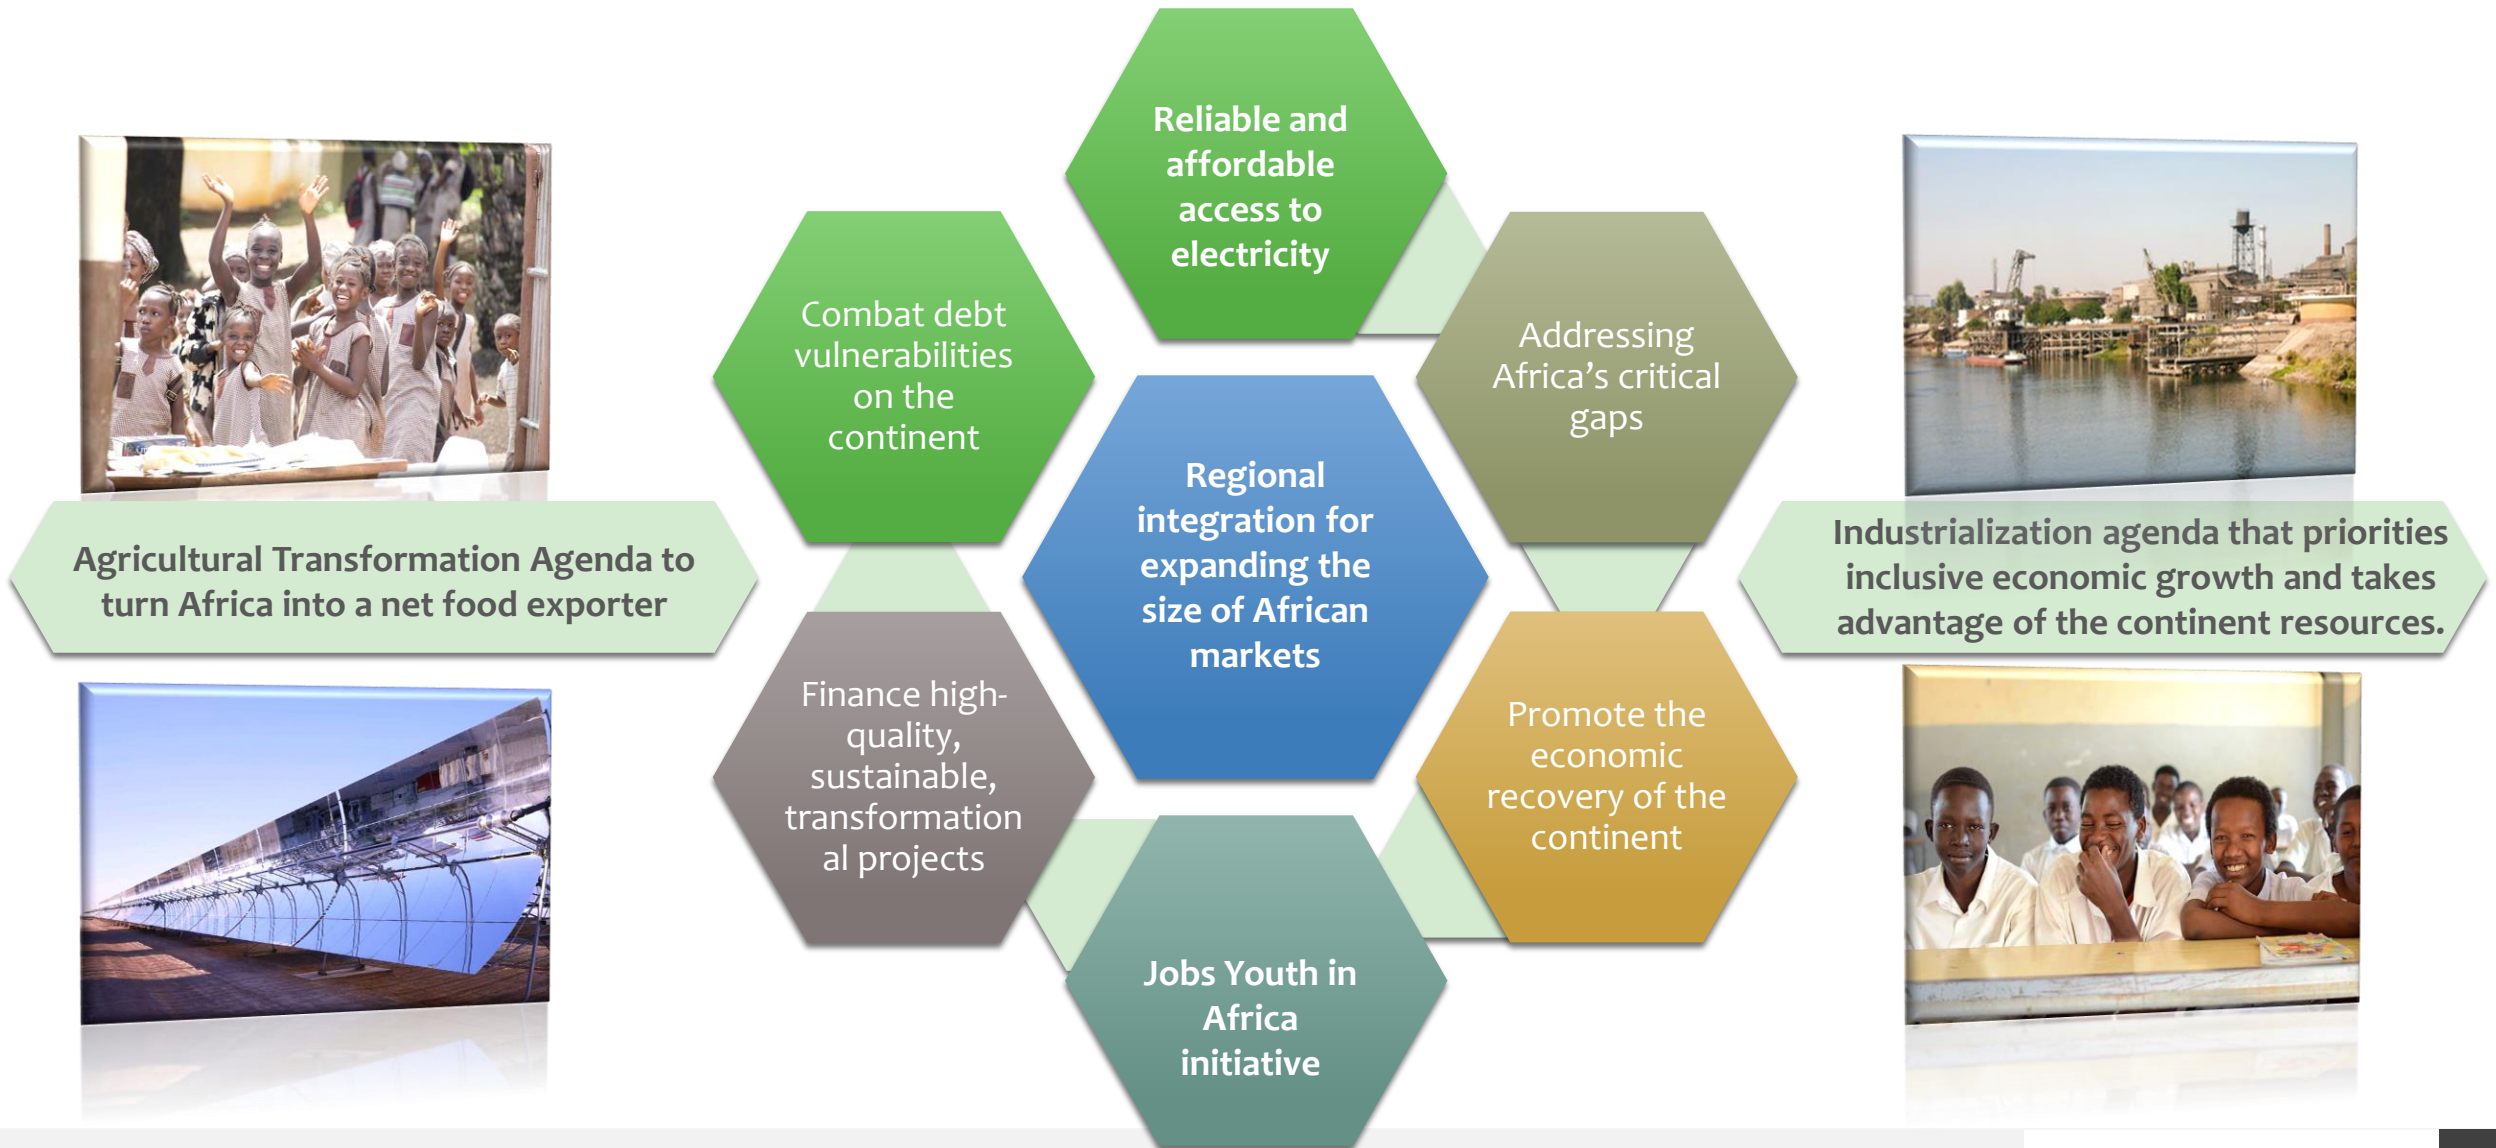 Reliable and
affordable
access to
electricity
Combat debt
vulnerabilities
on the
continent
Addressing
Africa’s critical
gaps
Regional
integration for
expanding the
size of African
markets
Agricultural Transformation Agenda to
turn Africa into a net food exporter
Industrialization agenda that priorities
inclusive economic growth and takes
advantage of the continent resources.
Finance high-
quality,
sustainable,
transformation
al projects
Promote the
economic
recovery of the
continent
Jobs Youth in
Africa
initiative